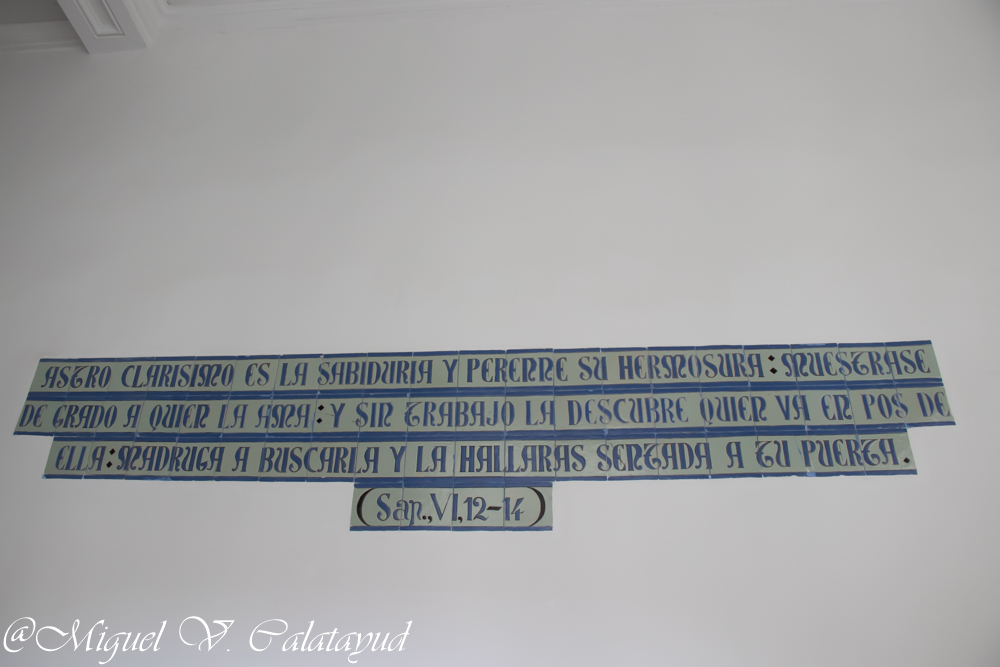 ASTRO CLARISIMO ES LA SABIDURIA Y PERENNE SU HERMOSURA : MUESTRASE
DE GRADO A QUIEN LA AMA : Y SIN TRABAJO LA DESCUBRE QUIEN VA EN POS DE
ELLA : MADRUGA A BUSCARLA Y LA HALLARAS SENTADA A TU PUERTA .
(Sap., VI, 12-14)
@Miguel V. Calatayud